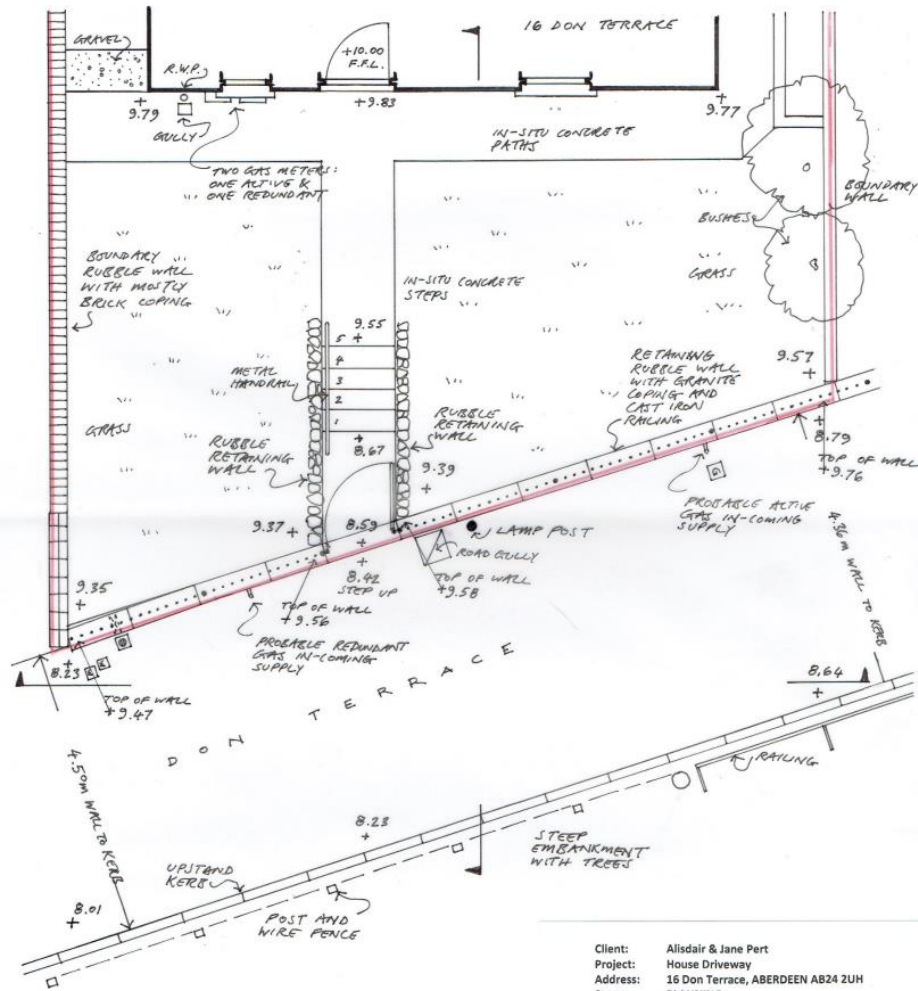 16 DON TERRACE
GRAVEL
+10.00
F.F.L.
R.W.P.
9.79
+9.83
9.77
GULLY
IN-SITU CONCRETE
PATHS
TWO GAS METERS:
ONE ACTIVE &
ONE REDUNDANT
BOUNDARY
WALL
BUSHES
BOUNDARY
RUBBLE WALL
WITH MOSTLY
BRICK COPING
GRASS
IN-SITU CONCRETE
STEPS
9.55
5
4
3
2
1
METAL
HANDRAIL
RETAINING
RUBBLE WALL
WITH GRANITE
COPING AND
CAST IRON
RAILING
9.57
GRASS
RUBBLE
RETAINING
WALL
RUBBLE
RETAINING
WALL
8.67
9.39
8.79
TOP OF WALL
+9.76
G
PROBABLE ACTIVE
GAS IN-COMING
SUPPLY
9.37
8.59
LAMP POST
ROAD GULLY
8.42
STEP UP
TOP OF WALL
+9.58
9.35
TOP OF WALL
+9.56
PROBABLE REDUNDANT
GAS IN-COMING
SUPPLY
8.23
TOP OF WALL
+9.47
4.36m WALL TO KERB
8.64
DON TERRACE
4.50m WALL TO KERB
RAILING
8.23
STEEP
EMBANKMENT
WITH TREES
UPSTAND
KERB
8.01
POST AND
WIRE FENCE
Client: Alisdair & Jane Pert
Project: House Driveway
Address: 16 Don Terrace, ABERDEEN AB24 2UH